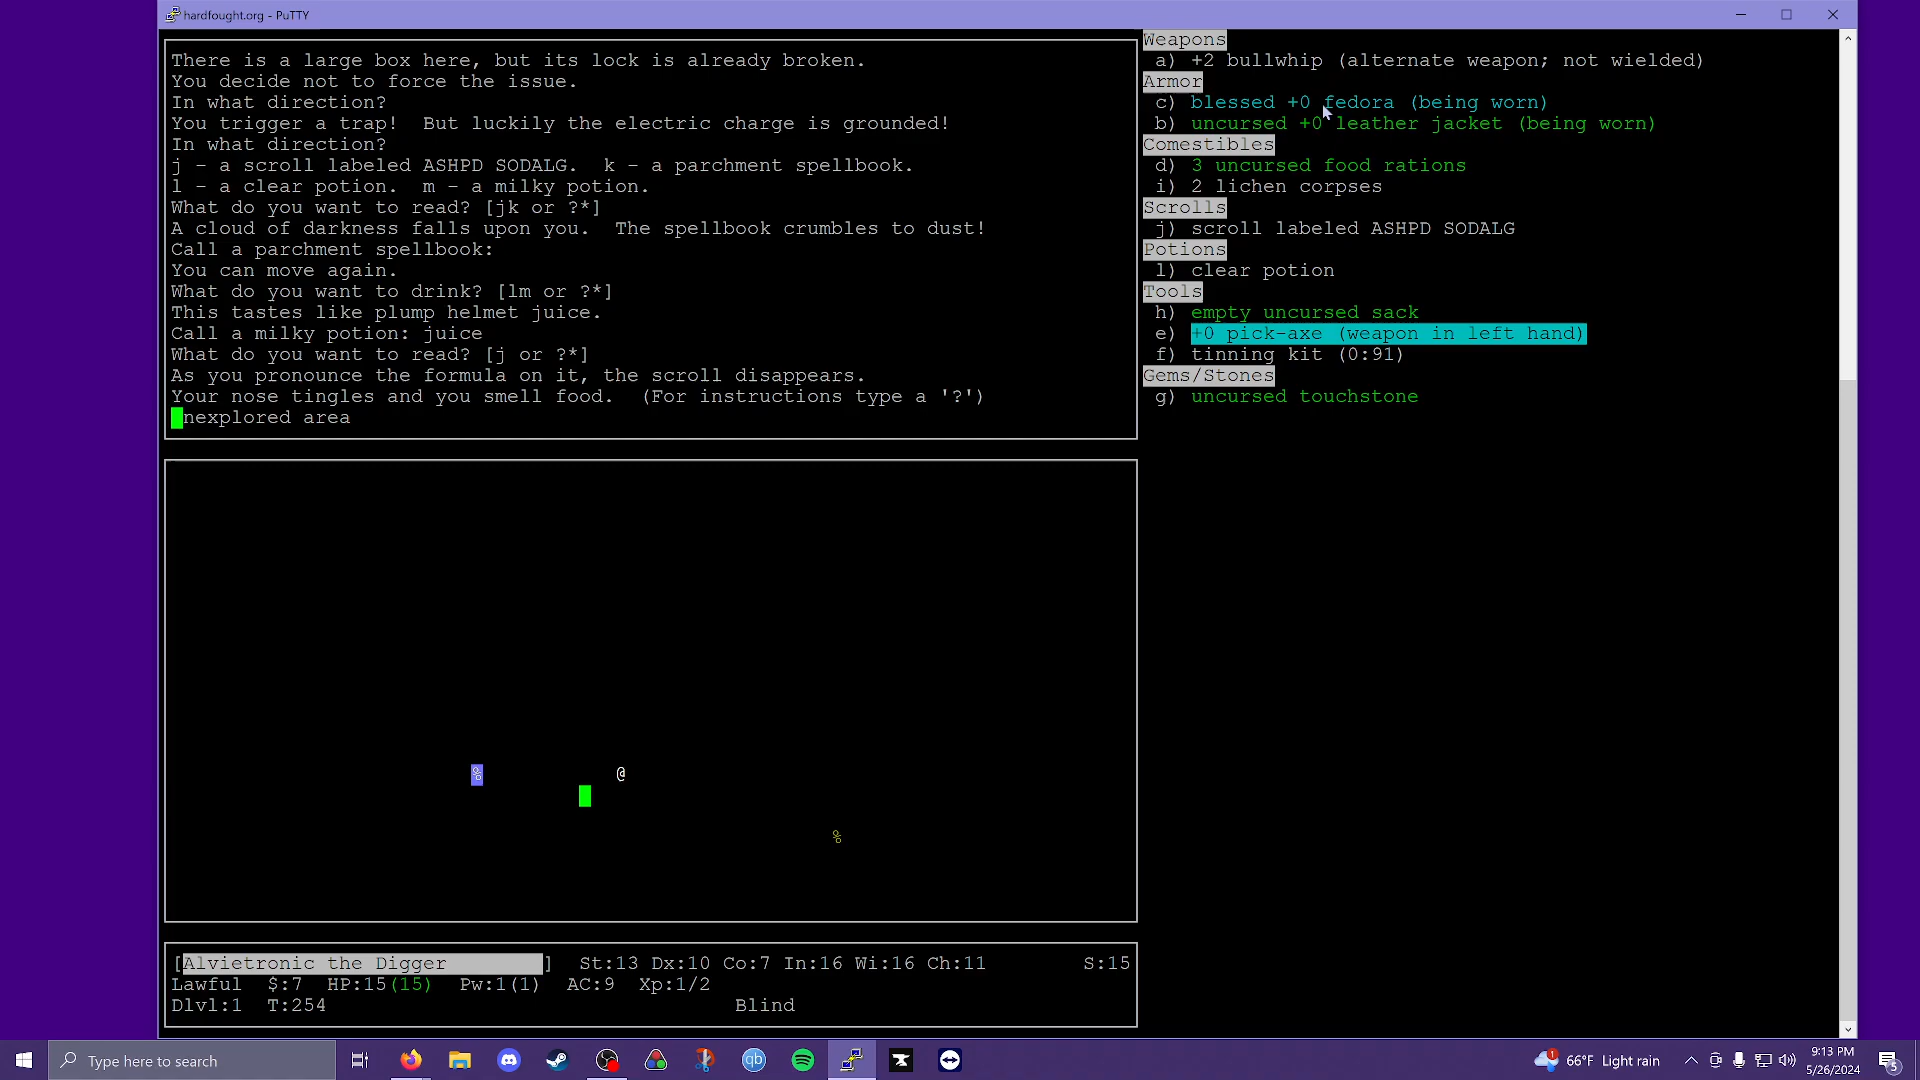 hardfought.org - PuTTY
There is a large box here, but its lock is already broken.
You decide not to force the issue.
In what direction?
You trigger a trap!  But luckily the electric charge is grounded!
In what direction?
j - a scroll labeled ASHPD SODALG.  k - a parchment spellbook.
l - a clear potion.  m - a milky potion.
What do you want to read? [jk or ?*]
A cloud of darkness falls upon you.  The spellbook crumbles to dust!
Call a parchment spellbook:
You can move again.
What do you want to drink? [lm or ?*]
This tastes like plump helmet juice.
Call a milky potion: juice
What do you want to read? [j or ?*]
As you pronounce the formula on it, the scroll disappears.
Your nose tingles and you smell food.  (For instructions type a '?')
nexplored area
Weapons
a) +2 bullwhip (alternate weapon; not wielded)
Armor
c) blessed +0 fedora (being worn)
b) uncursed +0 leather jacket (being worn)
Comestibles
d) 3 uncursed food rations
i) 2 lichen corpses
Scrolls
j) scroll labeled ASHPD SODALG
Potions
l) clear potion
Tools
h) empty uncursed sack
e) +0 pick-axe (weapon in left hand)
f) tinning kit (0:91)
Gems/Stones
g) uncursed touchstone
% @
%
[Alvietronic the Digger] St:13 Dx:10 Co:7 In:16 Wi:16 Ch:11 S:15
Lawful $:7 HP:15(15) Pw:1(1) AC:9 Xp:1/2
Dlvl:1 T:254 Blind
Type here to search
qb
66°F Light rain
9:13 PM
5/26/2024
5